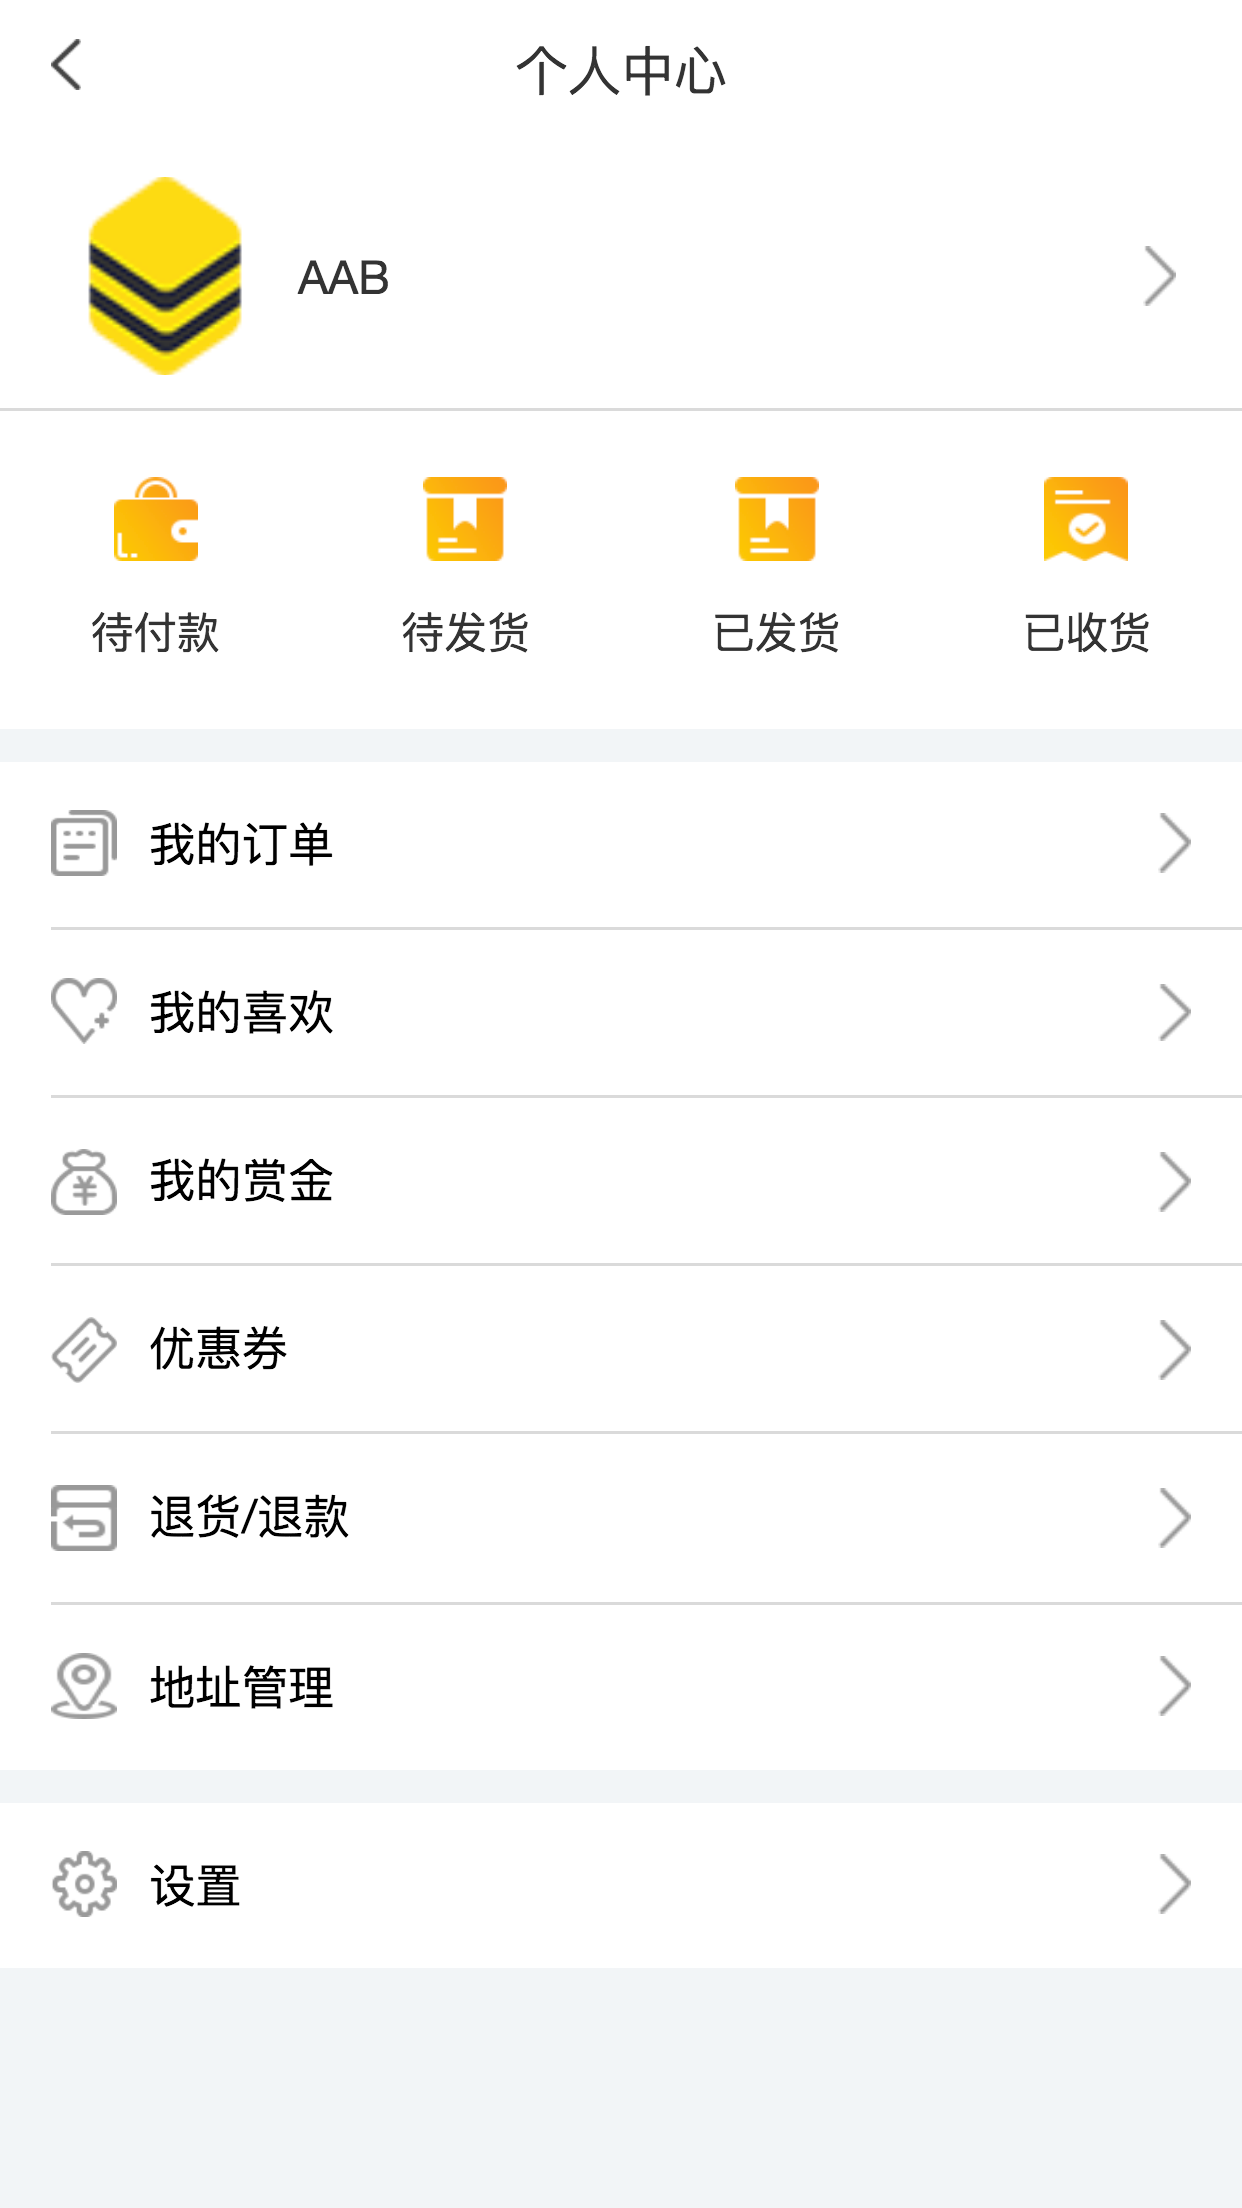 个人中心
AAB
待付款 待发货 已发货 已收货
我的订单
我的喜欢
我的赏金
优惠券
退货/退款
地址管理
设置